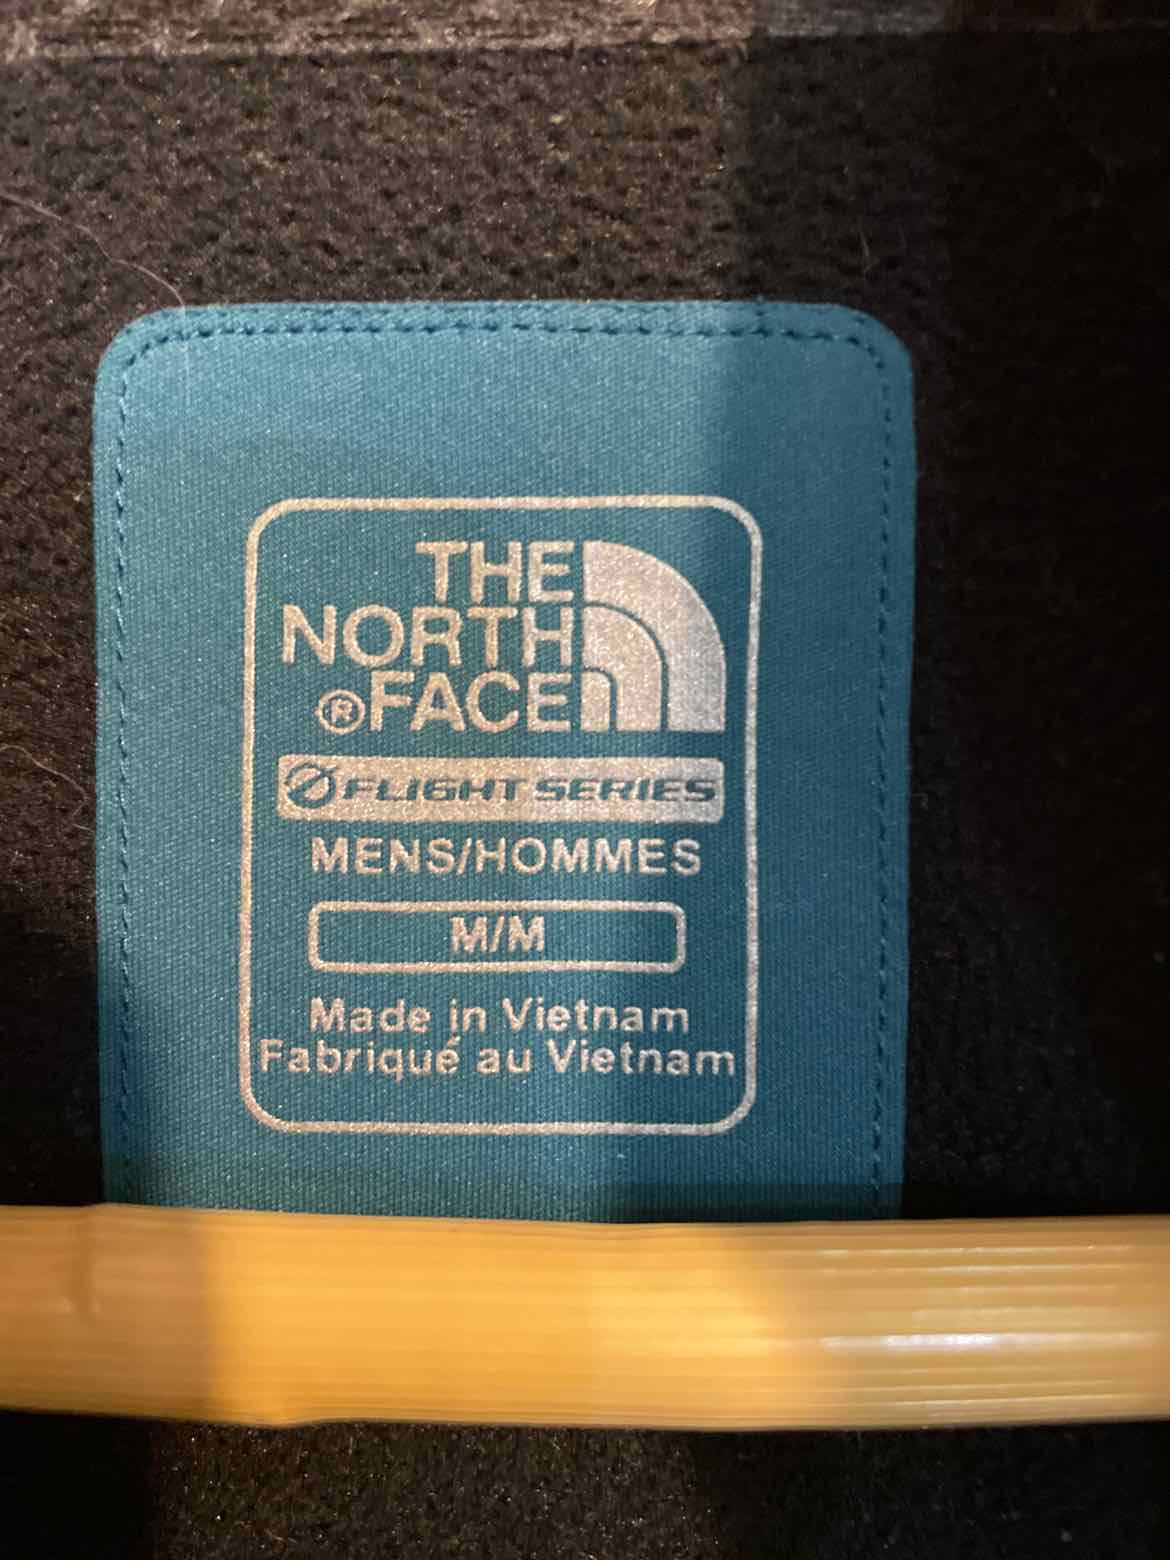 THE
NORTH
®FACE
FLIGHT SERIES
MENS/HOMMES
M/M
Made in Vietnam
Fabriqué au Vietnam